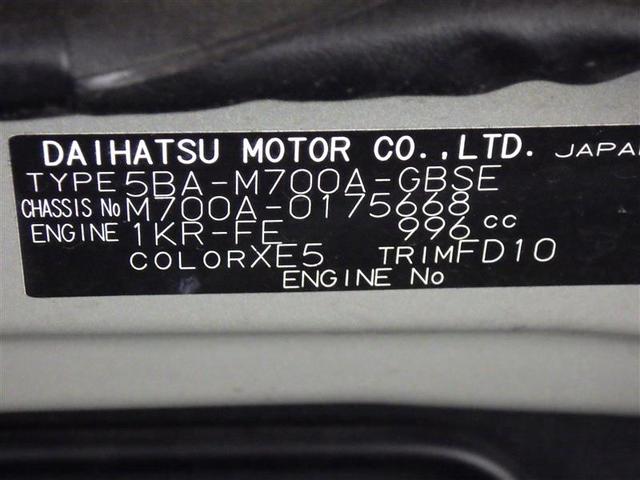 DAIHATSU MOTOR CO.,LTD. JAPAN
TYPE 5BA-M700A-GBSE
CHASSIS No M700A-0175668
ENGINE 1KR-FE 996 cc
COLOR XE5 TRIM FD10
ENGINE No